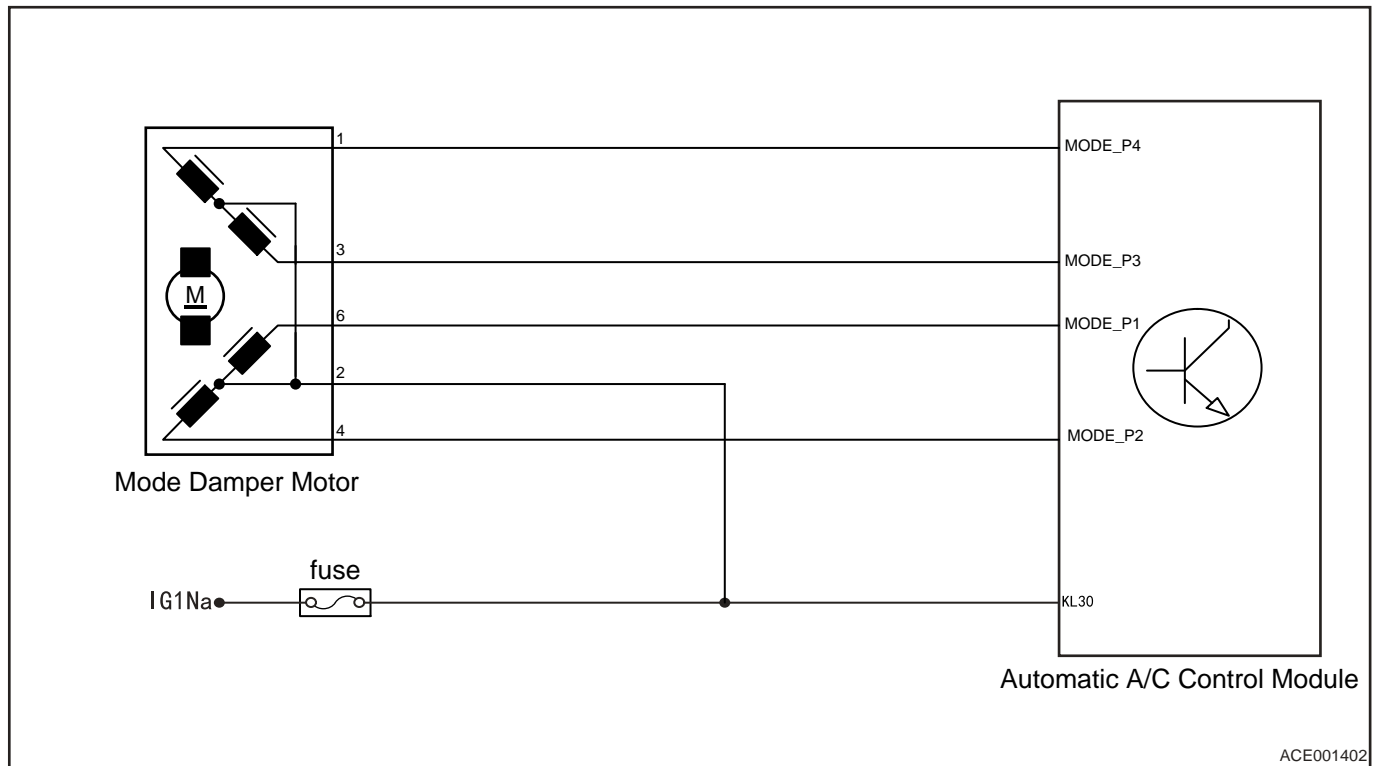 1
MODE_P4
3
MODE_P3
M
6
MODE_P1
2
4
MODE_P2
Mode Damper Motor
fuse
IG1Na
KL30
Automatic A/C Control Module
ACE001402